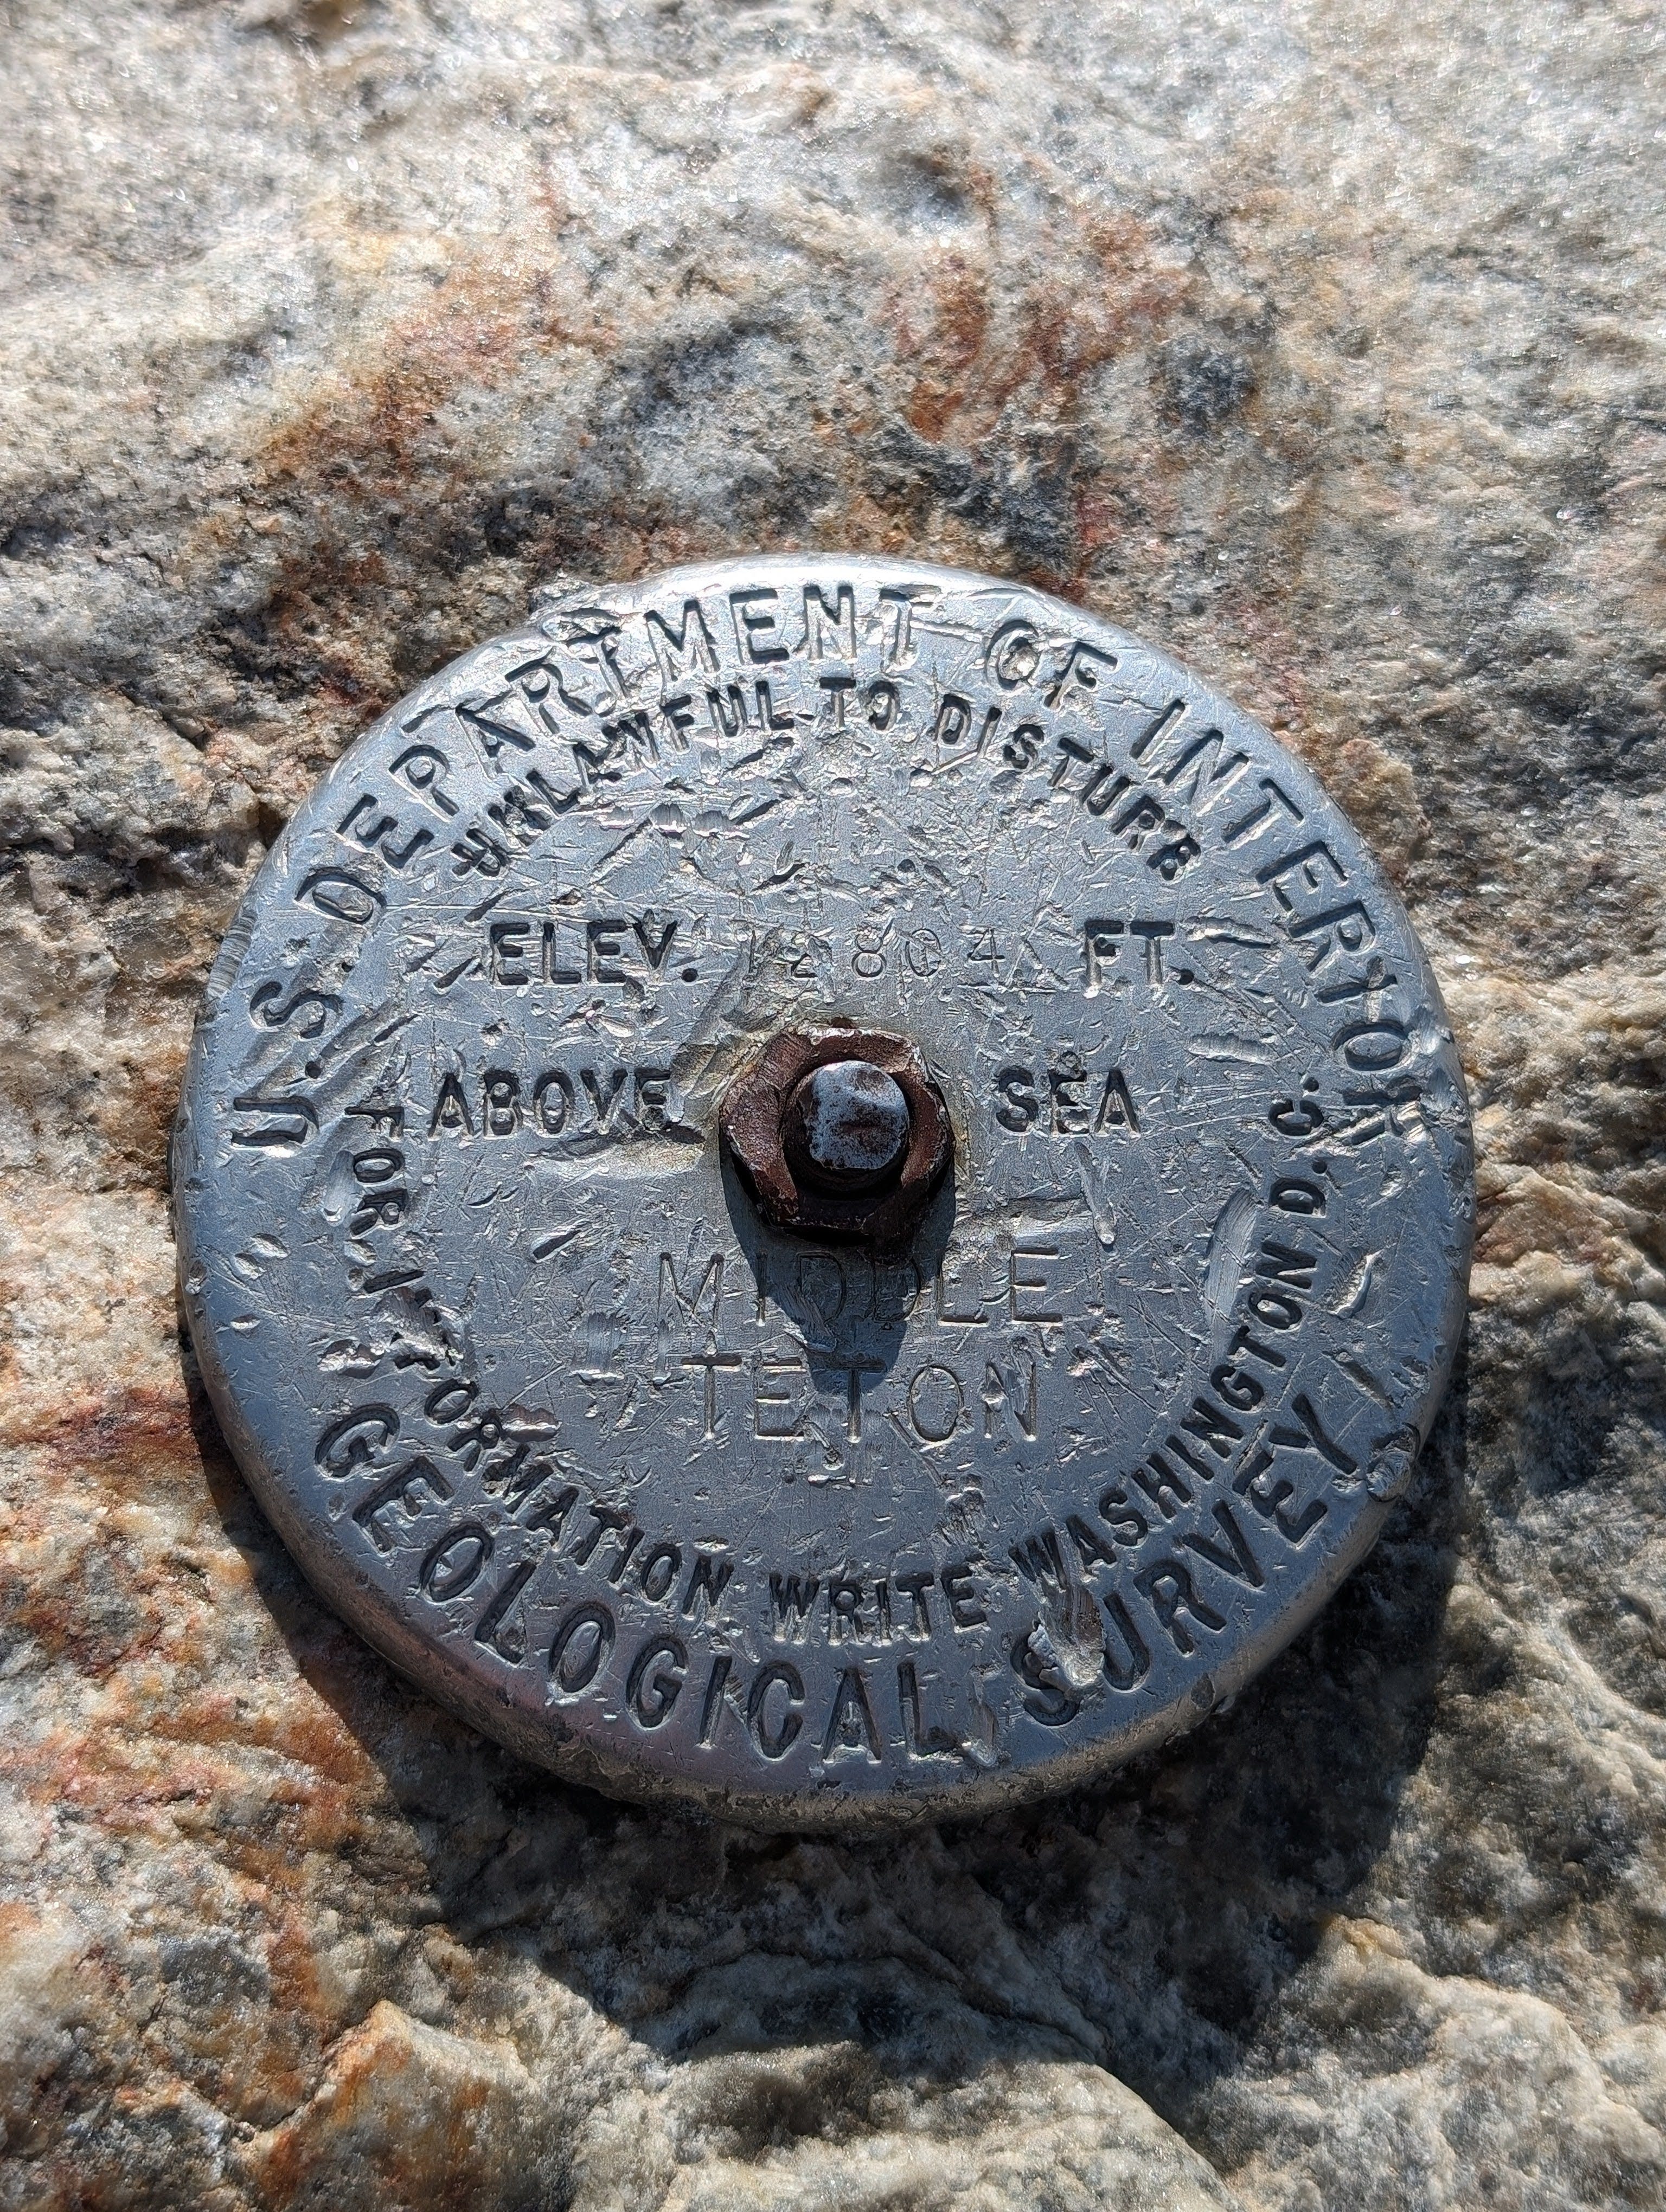 U.S. DEPARTMENT OF INTERIOR
UNLAWFUL TO DISTURB
ELEV. 12804 FT.
ABOVE SEA
MIDDLE
TETON
FOR INFORMATION WRITE WASHINGTON D.C.
GEOLOGICAL SURVEY